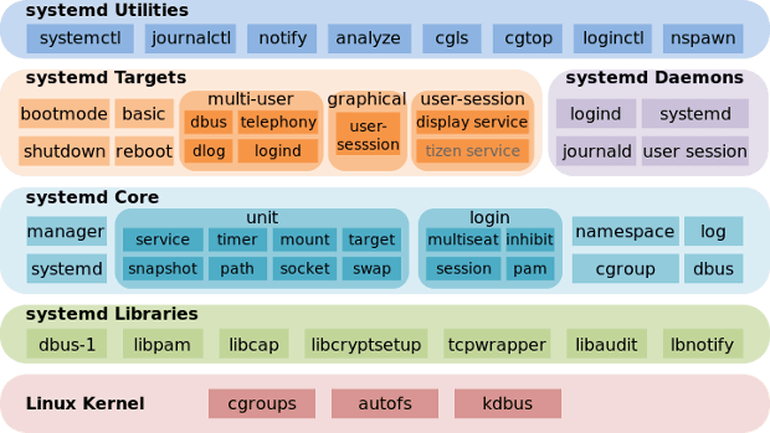 systemd Utilities
systemctl journalctl notify analyze cgls cgtop loginctl nspawn
systemd Targets
bootmode basic
shutdown reboot
multi-user
dbus telephony
dlog logind
graphical
user-
sesssion
user-session
display service
tizen service
systemd Daemons
logind systemd
journald user session
systemd Core
manager
systemd
unit
service timer mount target
snapshot path socket swap
login
multiseat inhibit
session pam
namespace log
cgroup dbus
systemd Libraries
dbus-1 libpam libcap libcryptsetup tcpwrapper libaudit lbnotify
Linux Kernel cgroups autofs kdbus